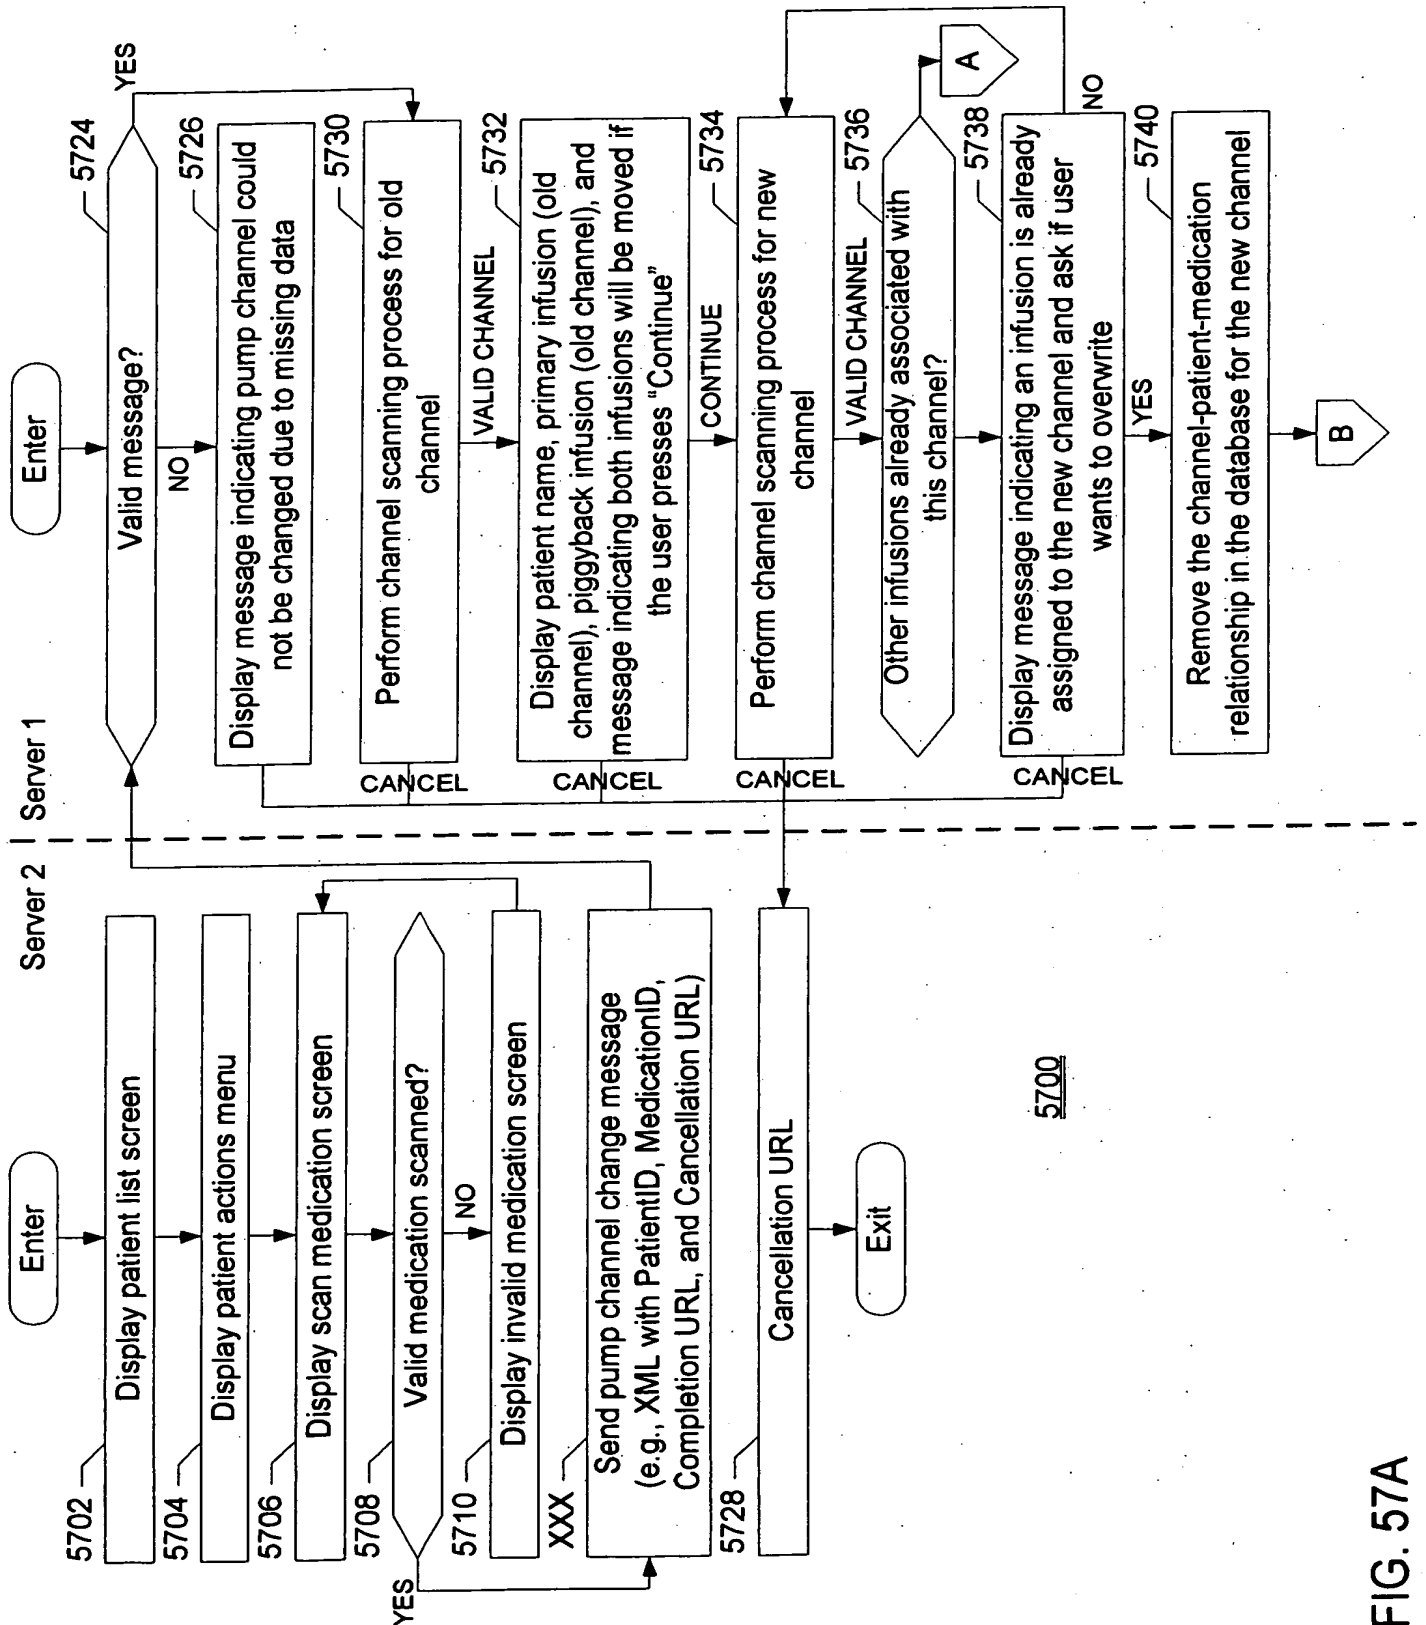 Server 2
Enter
5702
Display patient list screen
5704
Display patient actions menu
5706
Display scan medication screen
5708
Valid medication scanned?
YES
NO
5710
Display invalid medication screen
XXX
Send pump channel change message
(e.g., XML with PatientID, MedicationID,
Completion URL, and Cancellation URL)
5728
Cancellation URL
Exit
Server 1
Enter
5724
Valid message?
YES
NO
5726
Display message indicating pump channel could
not be changed due to missing data
5730
Perform channel scanning process for old
channel
CANCEL
VALID CHANNEL
5732
Display patient name, primary infusion (old
channel), piggyback infusion (old channel), and
message indicating both infusions will be moved if
the user presses “Continue”
CANCEL
CONTINUE
5734
Perform channel scanning process for new
channel
CANCEL
VALID CHANNEL
5736
Other infusions already associated with
this channel?
A
5738
Display message indicating an infusion is already
assigned to the new channel and ask if user
wants to overwrite
CANCEL
NO
YES
5740
Remove the channel-patient-medication
relationship in the database for the new channel
B
5700
FIG. 57A